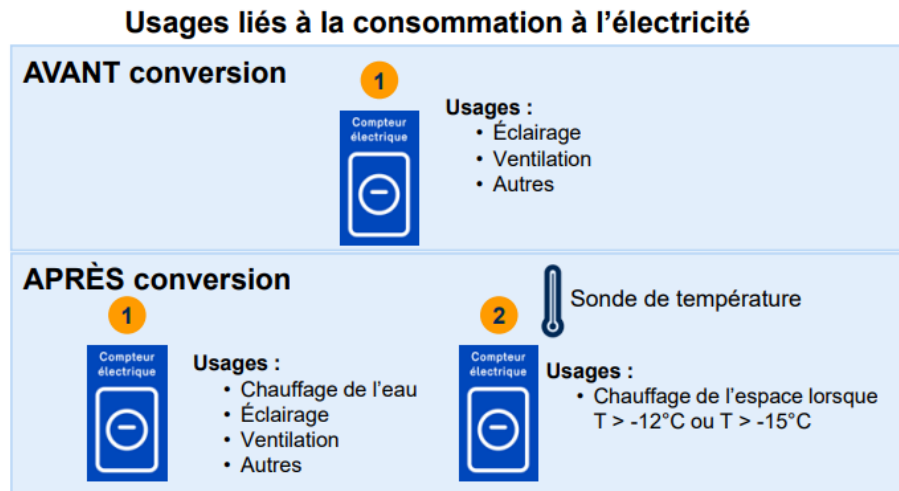 Usages liés à la consommation à l'électricité
AVANT conversion
1
Compteur
électrique
Usages :
• Éclairage
• Ventilation
• Autres
APRÈS conversion
1
Compteur
électrique
Usages :
• Chauffage de l'eau
• Éclairage
• Ventilation
• Autres
2
Sonde de température
Compteur
électrique
Usages :
• Chauffage de l'espace lorsque
T > -12°C ou T > -15°C